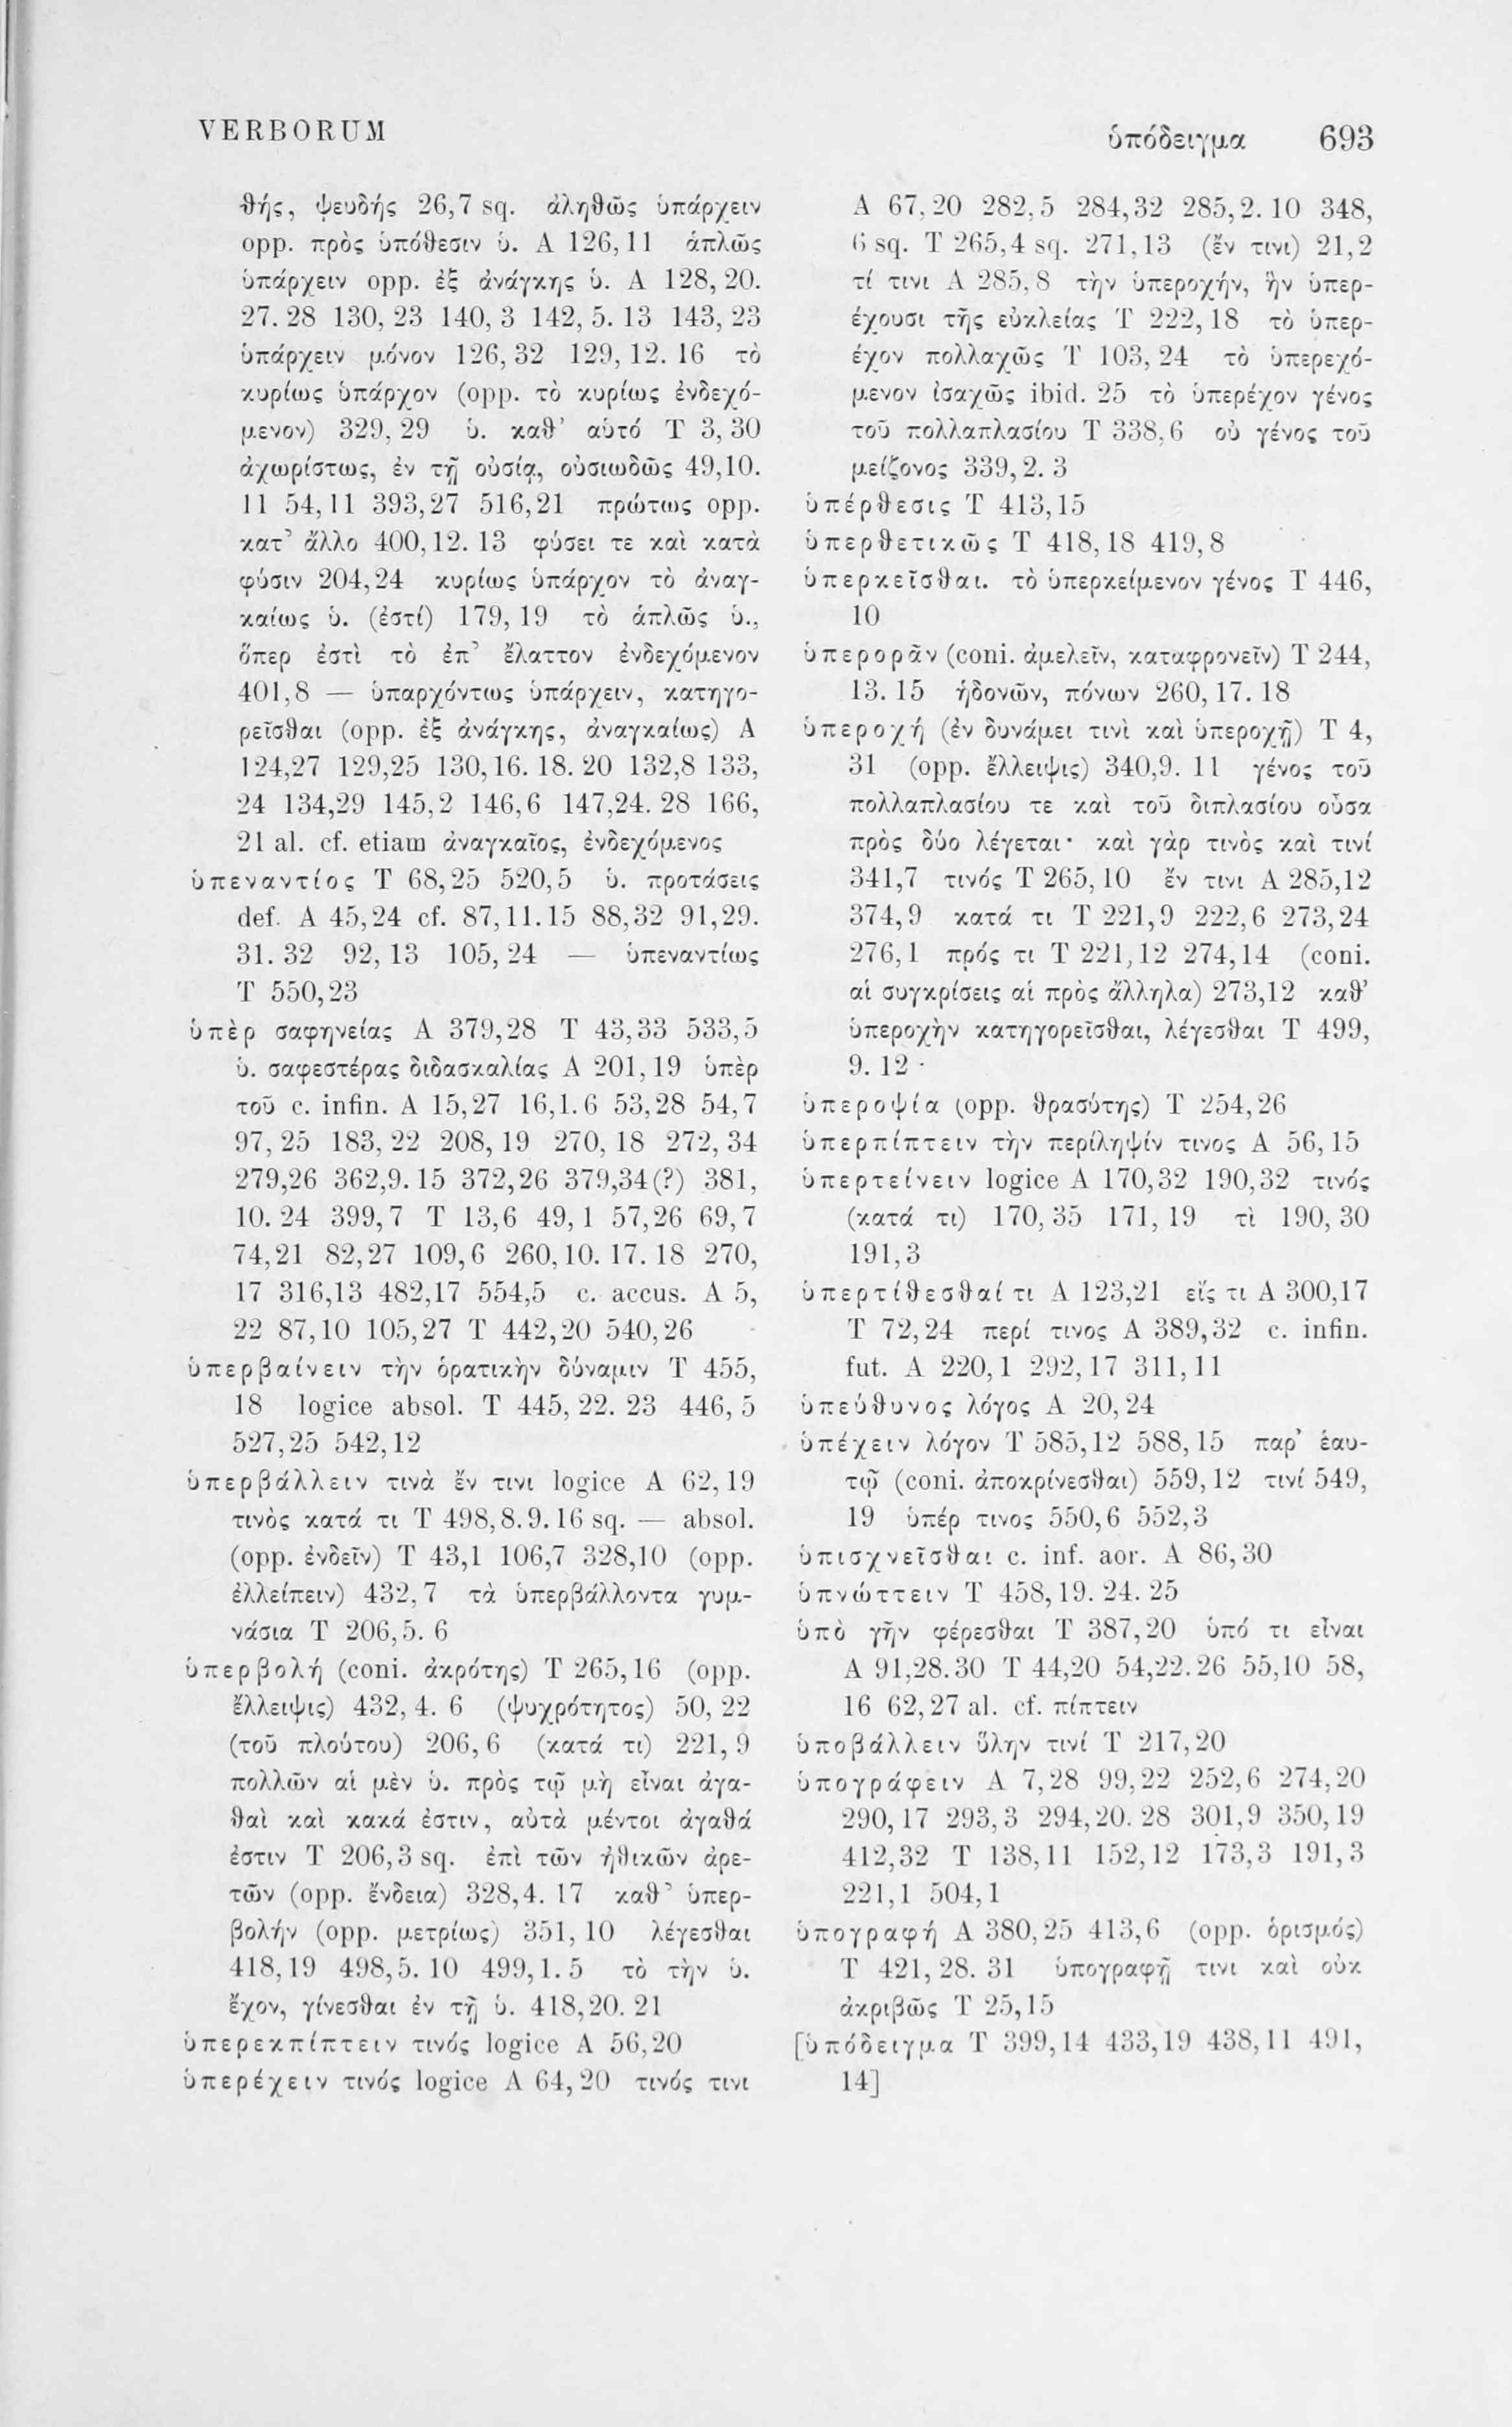 VERBORUM
ὑπόδειγμα 693
θής, ψευδής 26,7 sq. ἀληθῶς ὑπάρχειν
opp. πρὸς ὑπόθεσιν ὑ. A 126,11 ἁπλῶς
ὑπάρχειν opp. ἐξ ἀνάγκης ὑ. A 128,20.
27. 28 130, 23 140, 3 142, 5. 13 143, 23
ὑπάρχειν μόνον 126, 32 129, 12. 16 τὸ
κυρίως ὑπάρχον (opp. τὸ κυρίως ἐνδεχό-
μενον) 329, 29 ὑ. καθ’ αὑτό T 3, 30
ἀχωρίστως, ἐν τῇ οὐσίᾳ, οὐσιωδῶς 49,10.
11 54,11 393,27 516,21 πρώτως opp.
κατ’ ἄλλο 400,12. 13 φύσει τε καὶ κατὰ
φύσιν 204,24 κυρίως ὑπάρχον τὸ ἀναγ-
καίως ὑ. (ἐστί) 179, 19 τὸ ἁπλῶς ὑ.,
ὅπερ ἐστὶ τὸ ἐπ’ ἔλαττον ἐνδεχόμενον
401,8 — ὑπαρχόντως ὑπάρχειν, κατηγο-
ρεῖσθαι (opp. ἐξ ἀνάγκης, ἀναγκαίως) A
124,27 129,25 130,16. 18. 20 132,8 133,
24 134,29 145,2 146,6 147,24. 28 166,
21 al. cf. etiam ἀναγκαῖος, ἐνδεχόμενος
ὑπεναντίος T 68,25 520,5 ὑ. προτάσεις
def. A 45,24 cf. 87,11.15 88,32 91,29.
31. 32 92, 13 105, 24 — ὑπεναντίως
T 550,23
ὑπὲρ σαφηνείας A 379,28 T 43,33 533,5
ὑ. σαφεστέρας διδασκαλίας A 201,19 ὑπὲρ
τοῦ c. infin. A 15,27 16,1.6 53,28 54,7
97, 25 183, 22 208, 19 270, 18 272, 34
279,26 362,9. 15 372,26 379,34(?) 381,
10. 24 399, 7 T 13,6 49, 1 57,26 69, 7
74,21 82,27 109,6 260,10. 17. 18 270,
17 316,13 482,17 554,5 c. accus. A 5,
22 87,10 105,27 T 442,20 540,26
ὑπερβαίνειν τὴν ὁρατικὴν δύναμιν T 455,
18 logice absol. T 445, 22. 23 446, 5
527,25 542,12
ὑπερβάλλειν τινὰ ἔν τινι logice A 62,19
τινὸς κατά τι T 498,8.9.16 sq. — absol.
(opp. ἐνδεῖν) T 43,1 106,7 328,10 (opp.
ἐλλείπειν) 432, 7 τὰ ὑπερβάλλοντα γυμ-
νάσια T 206,5. 6
ὑπερβολή (coni. ἀκρότης) T 265,16 (opp.
ἔλλειψις) 432, 4. 6 (ψυχρότητος) 50, 22
(τοῦ πλούτου) 206, 6 (κατά τι) 221, 9
πολλῶν αἱ μὲν ὑ. πρὸς τῷ μὴ εἶναι ἀγα-
θαὶ καὶ κακά ἐστιν, αὐτὰ μέντοι ἀγαθά
ἐστιν T 206,3 sq. ἐπὶ τῶν ἠθικῶν ἀρε-
τῶν (opp. ἔνδεια) 328,4. 17 καθ’ ὑπερ-
βολήν (opp. μετρίως) 351, 10 λέγεσθαι
418,19 498,5. 10 499,1. 5 τὸ τὴν ὑ.
ἔχον, γίνεσθαι ἐν τῇ ὑ. 418,20. 21
ὑπερεκπίπτειν τινός logice A 56,20
ὑπερέχειν τινός logice A 64, 20 τινός τινι
A 67, 20 282, 5 284,32 285, 2. 10 348,
6 sq. T 265,4 sq. 271,13 (ἔν τινι) 21,2
τί τινι A 285, 8 τὴν ὑπεροχήν, ἣν ὑπερ-
έχουσι τῆς εὐκλείας T 222, 18 τὸ ὑπερ-
έχον πολλαχῶς T 103, 24 τὸ ὑπερεχό-
μενον ἰσαχῶς ibid. 25 τὸ ὑπερέχον γένος
τοῦ πολλαπλασίου T 338,6 οὐ γένος τοῦ
μείζονος 339, 2. 3
ὑπέρθεσις T 413,15
ὑπερθετικῶς T 418,18 419,8
ὑπερκεῖσθαι. τὸ ὑπερκείμενον γένος T 446,
10
ὑπερορᾶν (coni. ἀμελεῖν, καταφρονεῖν) T 244,
13. 15 ἡδονῶν, πόνων 260, 17. 18
ὑπεροχή (ἐν δυνάμει τινὶ καὶ ὑπεροχῇ) T 4,
31 (opp. ἔλλειψις) 340,9. 11 γένος τοῦ
πολλαπλασίου τε καὶ τοῦ διπλασίου οὖσα
πρὸς δύο λέγεται· καὶ γὰρ τινὸς καὶ τινί
341,7 τινός T 265, 10 ἔν τινι A 285,12
374,9 κατά τι T 221,9 222,6 273,24
276,1 πρός τι T 221,12 274,14 (coni.
αἱ συγκρίσεις αἱ πρὸς ἄλληλα) 273,12 καθ’
ὑπεροχὴν κατηγορεῖσθαι, λέγεσθαι T 499,
9. 12
ὑπεροψία (opp. θρασύτης) T 254,26
ὑπερπίπτειν τὴν περίληψίν τινος A 56, 15
ὑπερτείνειν logice A 170,32 190,32 τινός
(κατά τι) 170, 35 171, 19 τὶ 190, 30
191,3
ὑπερτίθεσθαί τι A 123,21 εἴς τι A 300,17
T 72,24 περί τινος A 389,32 c. infin.
fut. A 220, 1 292, 17 311, 11
ὑπεύθυνος λόγος A 20, 24
ὑπέχειν λόγον T 585,12 588,15 παρ’ ἑαυ-
τῷ (coni. ἀποκρίνεσθαι) 559,12 τινί 549,
19 ὑπέρ τινος 550,6 552,3
ὑπισχνεῖσθαι c. inf. aor. A 86, 30
ὑπνώττειν T 458,19. 24. 25
ὑπὸ γῆν φέρεσθαι T 387,20 ὑπό τι εἶναι
A 91,28.30 T 44,20 54,22.26 55,10 58,
16 62,27 al. cf. πίπτειν
ὑποβάλλειν ὕλην τινί T 217,20
ὑπογράφειν A 7,28 99,22 252,6 274,20
290, 17 293, 3 294,20. 28 301,9 350,19
412,32 T 138,11 152,12 173,3 191,3
221,1 504,1
ὑπογραφή A 380,25 413,6 (opp. ὁρισμός)
T 421, 28. 31 ὑπογραφῇ τινι καὶ οὐκ
ἀκριβῶς T 25,15
[ὑπόδειγμα T 399,14 433,19 438,11 491,
14]